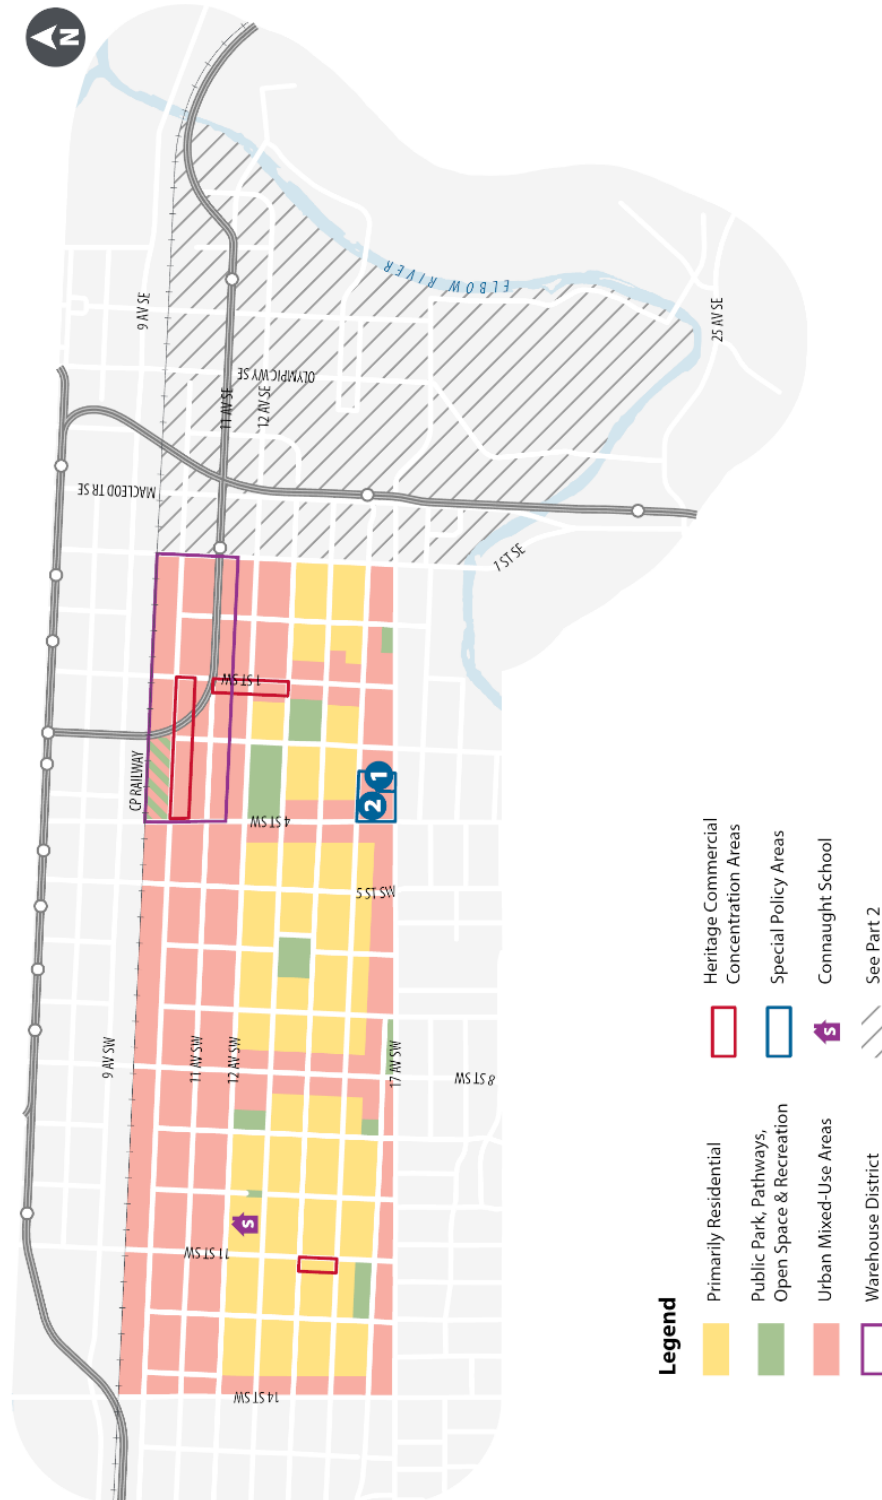 N
9 AV SE
OLYMPIC WY SE
11 AV SE
12 AV SE
ELBOW RIVER
25 AV SE
MACLEOD TR SE
1 ST SE
1 ST SW
CP RAILWAY
4 ST SW
1
2
5 ST SW
9 AV SW
11 AV SW
12 AV SW
17 AV SW
8 ST SW
S
11 ST SW
14 ST SW
Legend
Primarily Residential
Public Park, Pathways,
Open Space & Recreation
Urban Mixed-Use Areas
Warehouse District
Heritage Commercial
Concentration Areas
Special Policy Areas
S
Connaught School
See Part 2